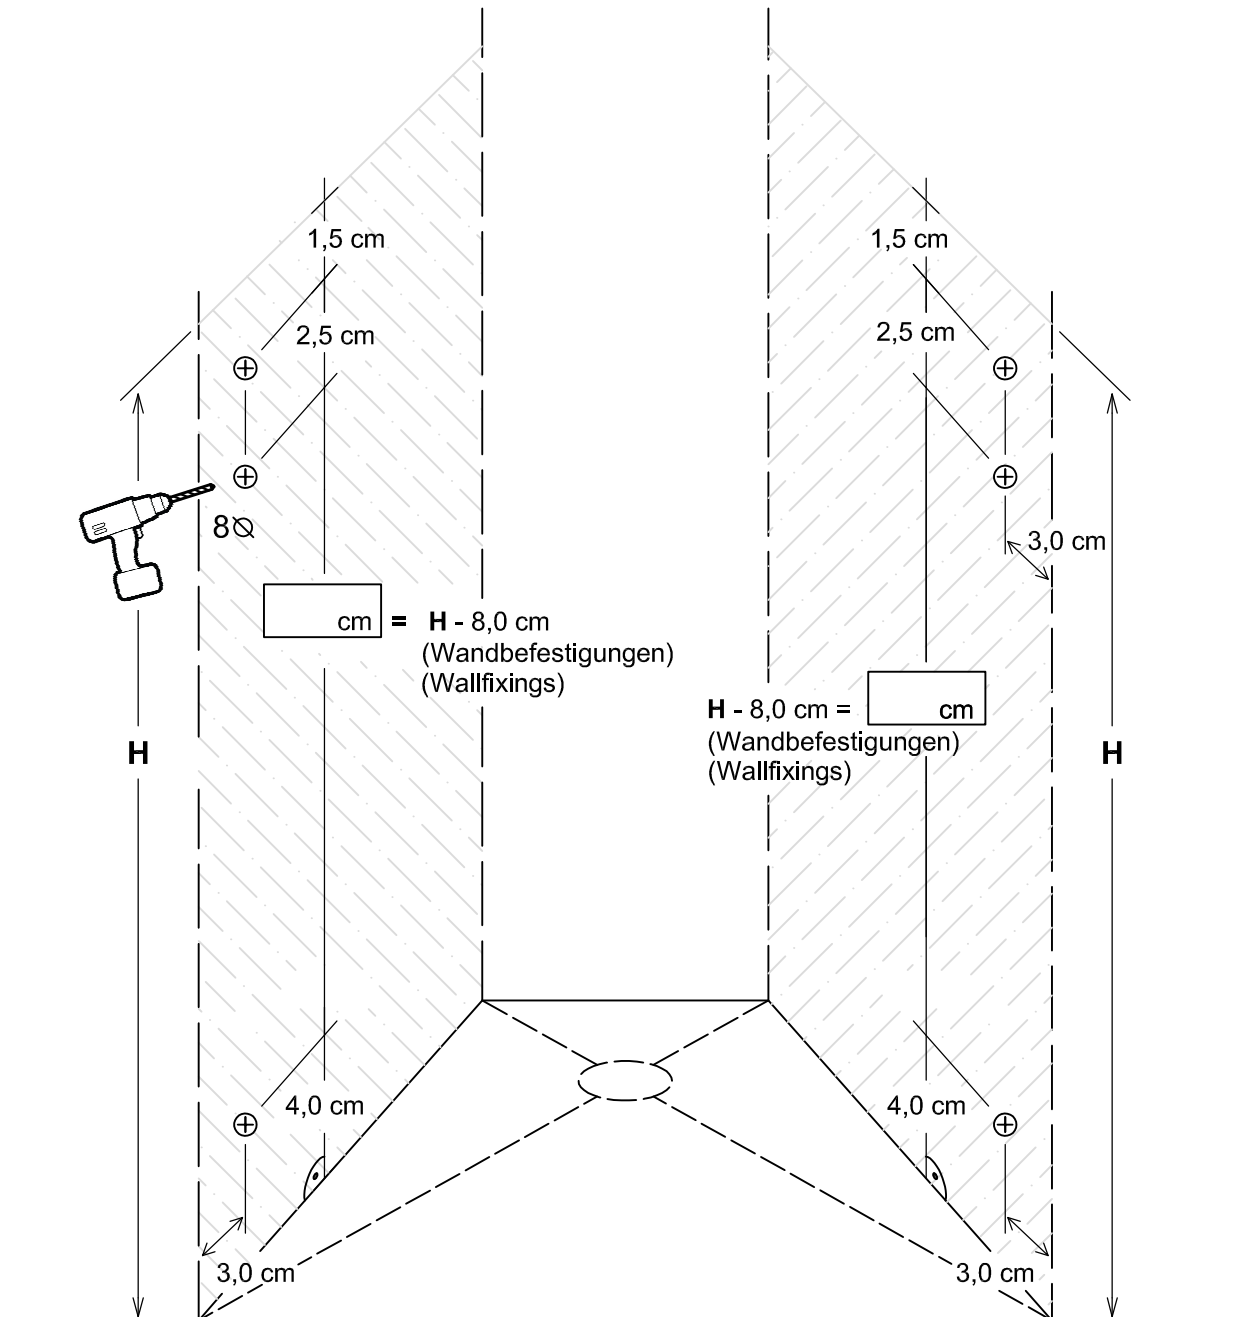 1,5 cm
1,5 cm
2,5 cm
2,5 cm
8∅
3,0 cm
cm = H - 8,0 cm
(Wandbefestigungen)
(Wallfixings)
H - 8,0 cm = cm
(Wandbefestigungen)
(Wallfixings)
H
H
4,0 cm
4,0 cm
3,0 cm
3,0 cm